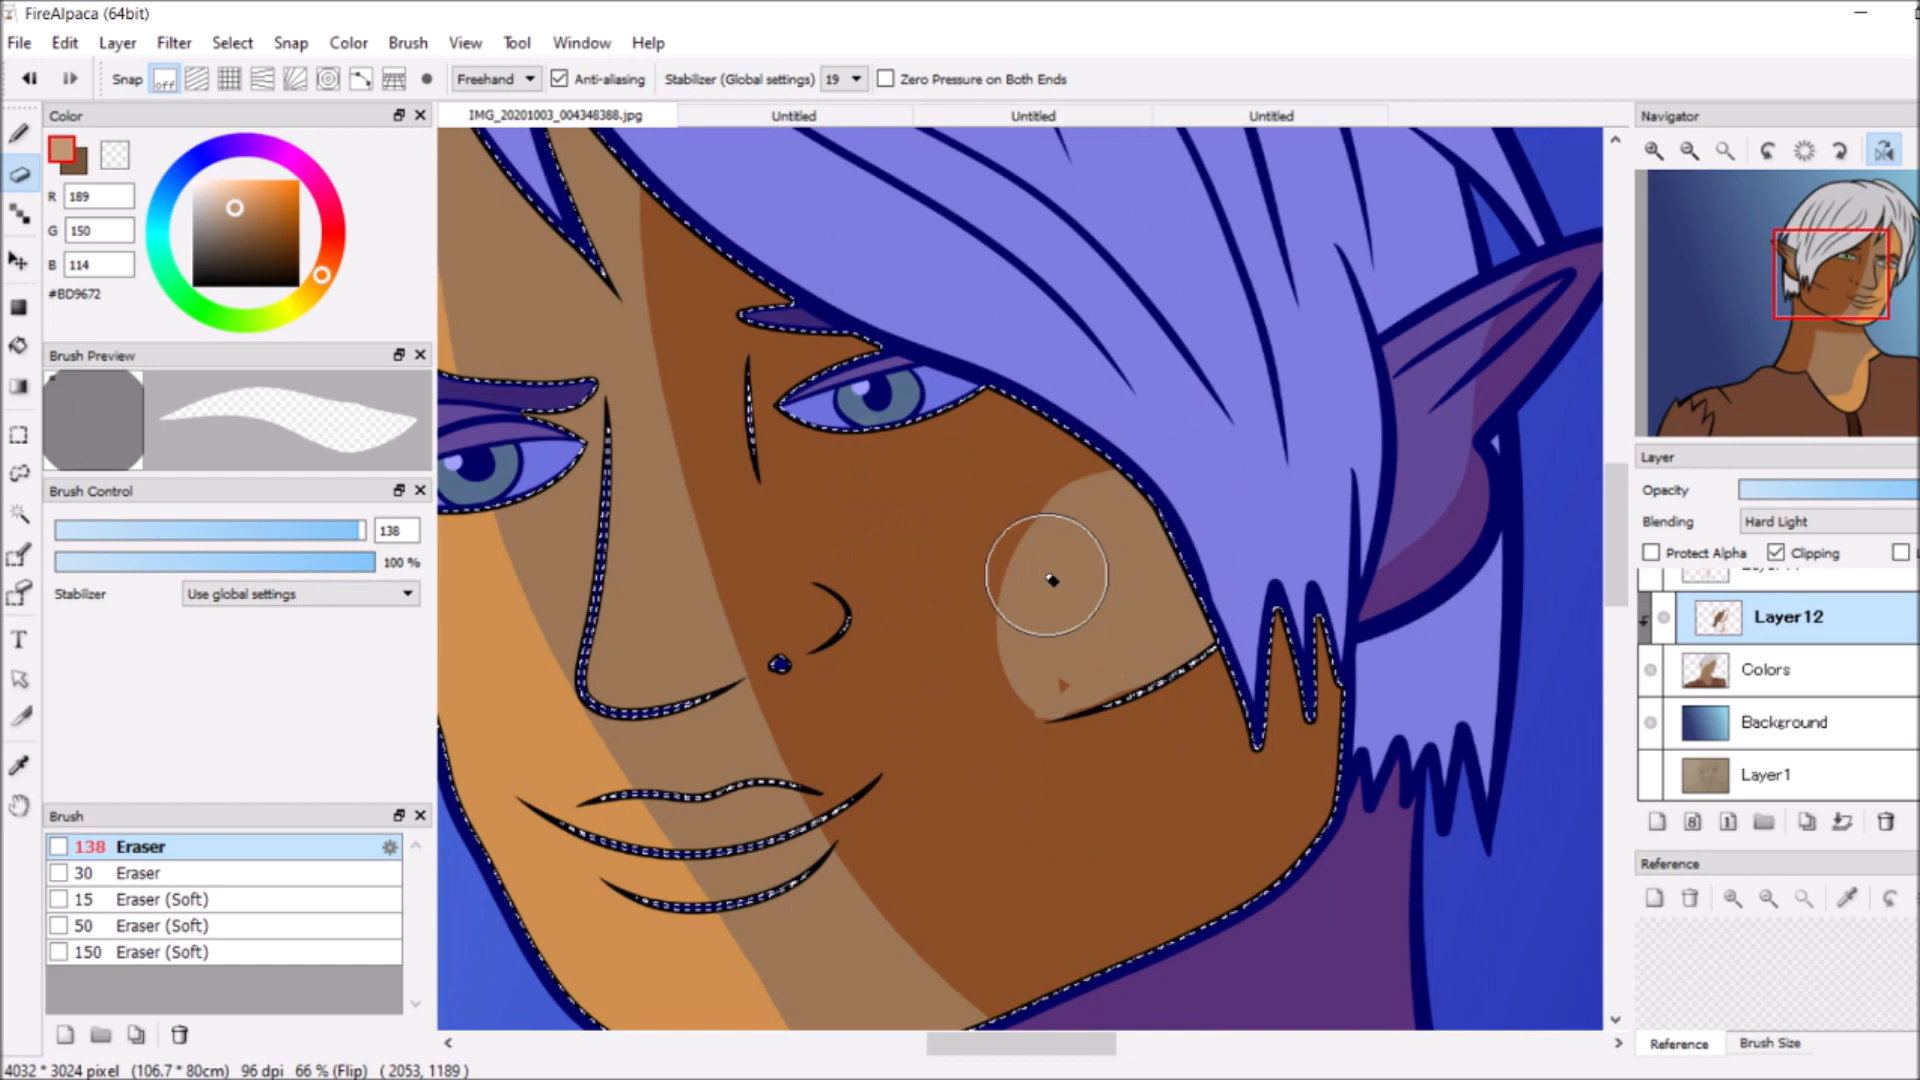 FireAlpaca (64bit)
File Edit Layer Filter Select Snap Color Brush View Tool Window Help
Snap off Freehand Anti-aliasing Stabilizer (Global settings) 19 Zero Pressure on Both Ends
Color
R 189
G 150
B 114
#BD9672
Brush Preview
Brush Control
138
100 %
Stabilizer Use global settings
Brush
138 Eraser
30 Eraser
15 Eraser (Soft)
50 Eraser (Soft)
150 Eraser (Soft)
IMG_20201003_004348388.jpg Untitled Untitled Untitled
Navigator
Layer
Opacity
Blending Hard Light
Protect Alpha Clipping
Layer12
Colors
Background
Layer1
8 1
Reference
Reference Brush Size
T
4032 * 3024 pixel (106.7 * 80cm) 96 dpi 66 % (Flip) ( 2053, 1189 )